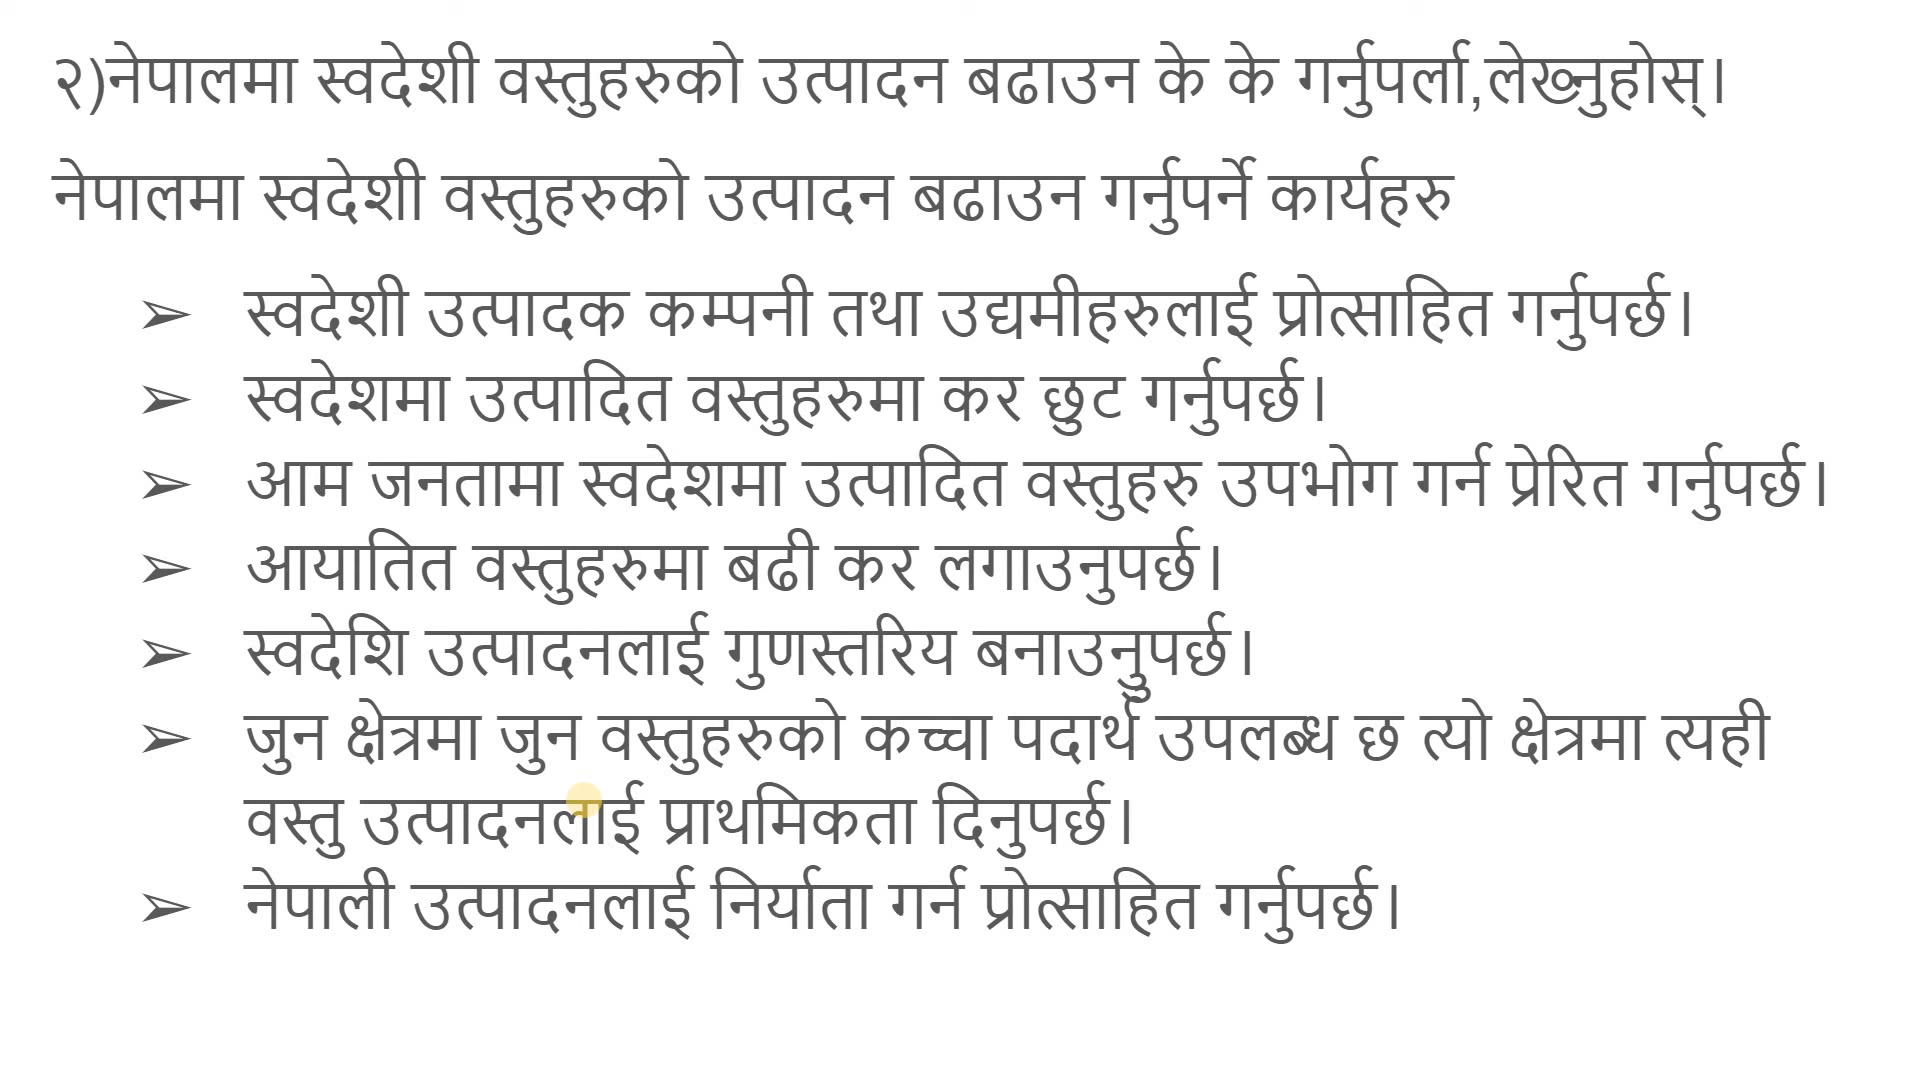 २)नेपालमा स्वदेशी वस्तुहरुको उत्पादन बढाउन के के गर्नुपर्ला,लेख्नुहोस्।
नेपालमा स्वदेशी वस्तुहरुको उत्पादन बढाउन गर्नुपर्ने कार्यहरु
➢ स्वदेशी उत्पादक कम्पनी तथा उद्यमीहरुलाई प्रोत्साहित गर्नुपर्छ।
➢ स्वदेशमा उत्पादित वस्तुहरुमा कर छुट गर्नुपर्छ।
➢ आम जनतामा स्वदेशमा उत्पादित वस्तुहरु उपभोग गर्न प्रेरित गर्नुपर्छ।
➢ आयातित वस्तुहरुमा बढी कर लगाउनुपर्छ।
➢ स्वदेशि उत्पादनलाई गुणस्तरिय बनाउनुुपर्छ।
➢ जुन क्षेत्रमा जुन वस्तुहरुको कच्चा पदार्थ उपलब्ध छ त्यो क्षेत्रमा त्यही
वस्तु उत्पादनलाई प्राथमिकता दिनुपर्छ।
➢ नेपाली उत्पादनलाई निर्याता गर्न प्रोत्साहित गर्नुपर्छ।